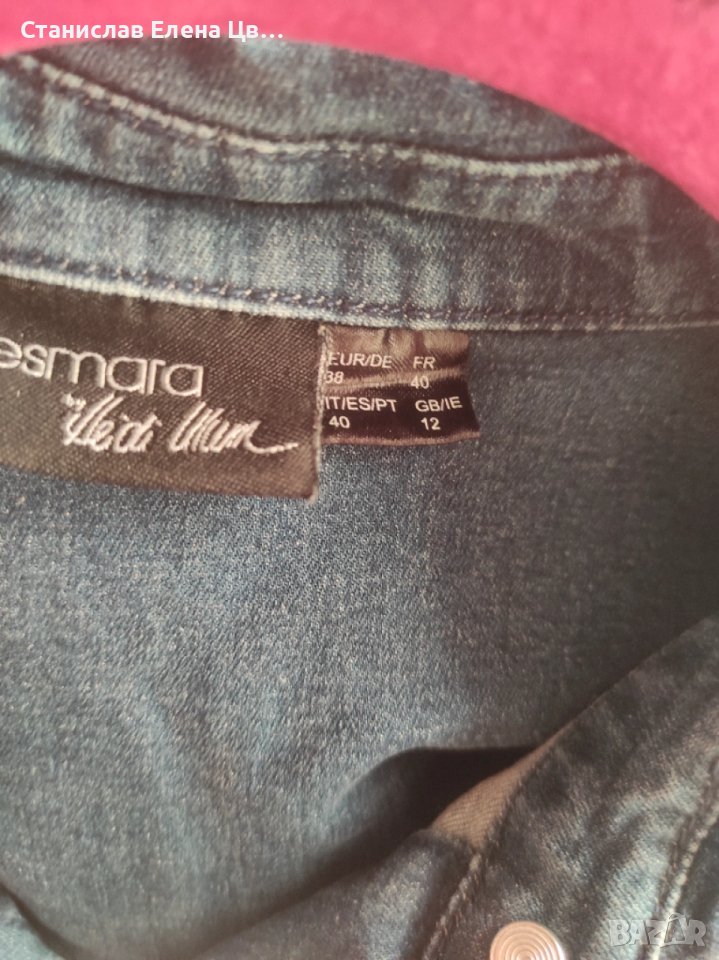 Станислав Елена Цв...
esmara
by Heidi Klum
EUR/DE FR
38 40
IT/ES/PT GB/IE
40 12
BAZAR